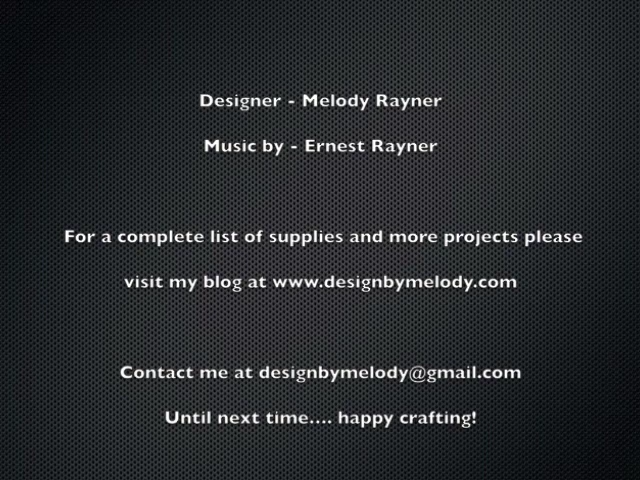 Designer - Melody Rayner
Music by - Ernest Rayner
For a complete list of supplies and more projects please
visit my blog at www.designbymelody.com
Contact me at designbymelody@gmail.com
Until next time.... happy crafting!